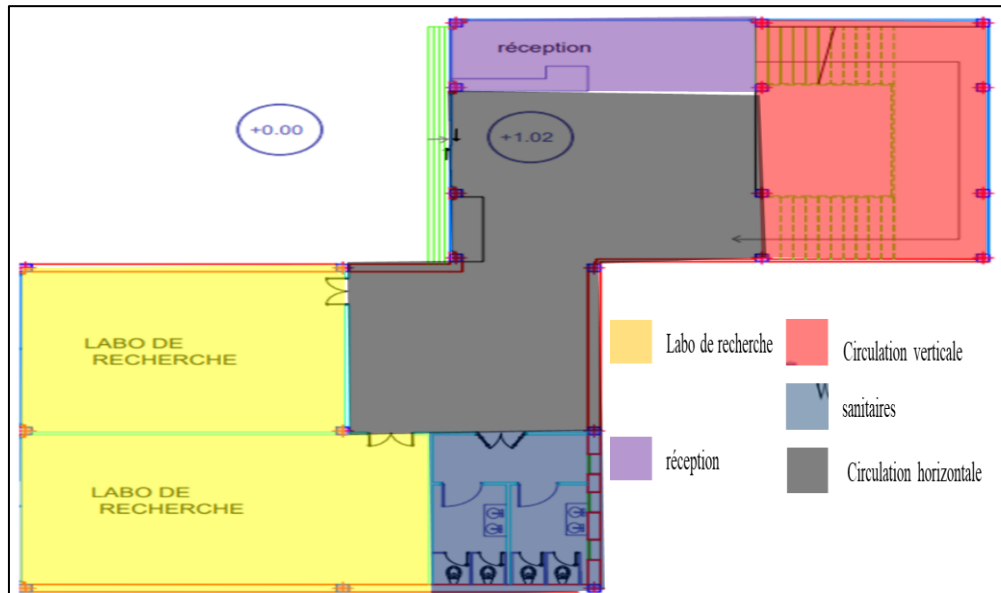 réception
+0.00
+1.02
LABO DE
RECHERCHE
LABO DE
RECHERCHE
Labo de recherche
Circulation verticale
sanitaires
réception
Circulation horizontale